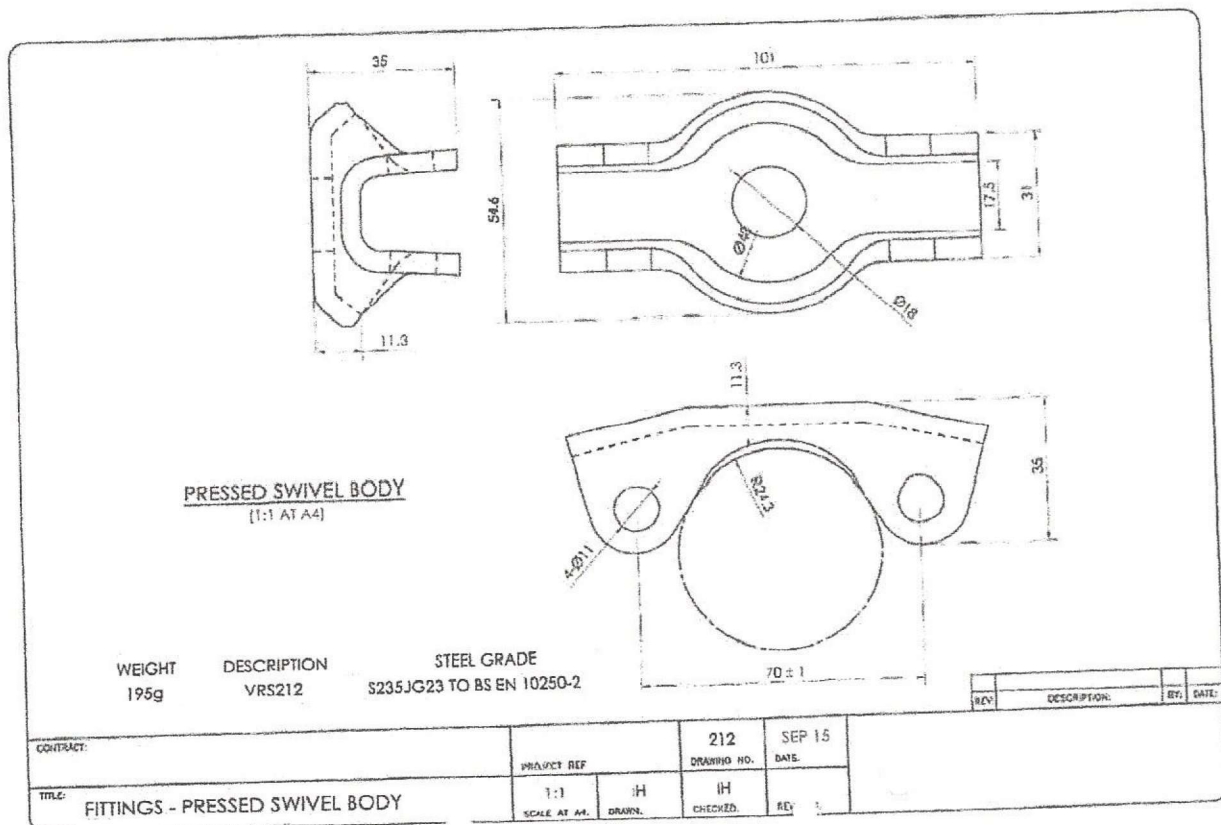 35
101
54.6
17.5
31
Ø18
11.3
11.3
35
R24.3
4-Ø11
70 ± 1
PRESSED SWIVEL BODY
(1:1 AT A4)
WEIGHT DESCRIPTION STEEL GRADE
195g VRS212 S235JG23 TO BS EN 10250-2
REV: DESCRIPTION: BY: DATE:
CONTRACT:
PROJECT REF
212
DRAWING NO.
SEP 15
DATE.
TITLE:
FITTINGS - PRESSED SWIVEL BODY
1:1
SCALE AT A4.
IH
DRAWN.
IH
CHECKED.
REV